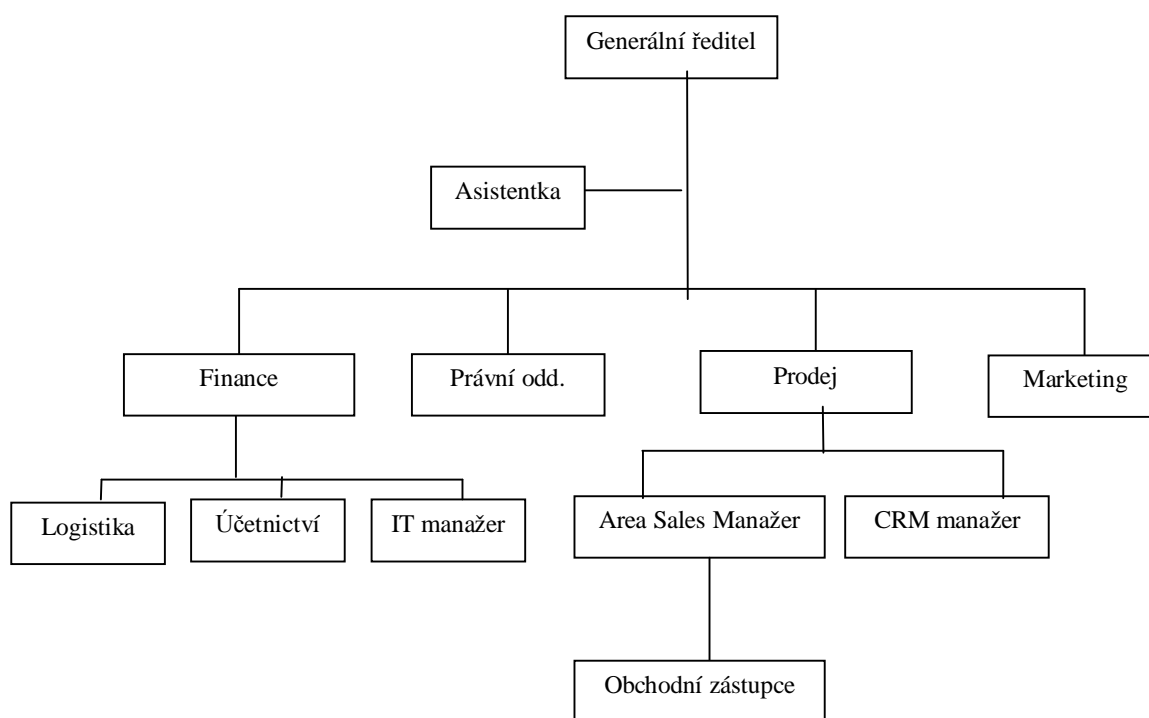 Generální ředitel
Asistentka
Finance
Právní odd.
Prodej
Marketing
Logistika
Účetnictví
IT manažer
Area Sales Manažer
CRM manažer
Obchodní zástupce